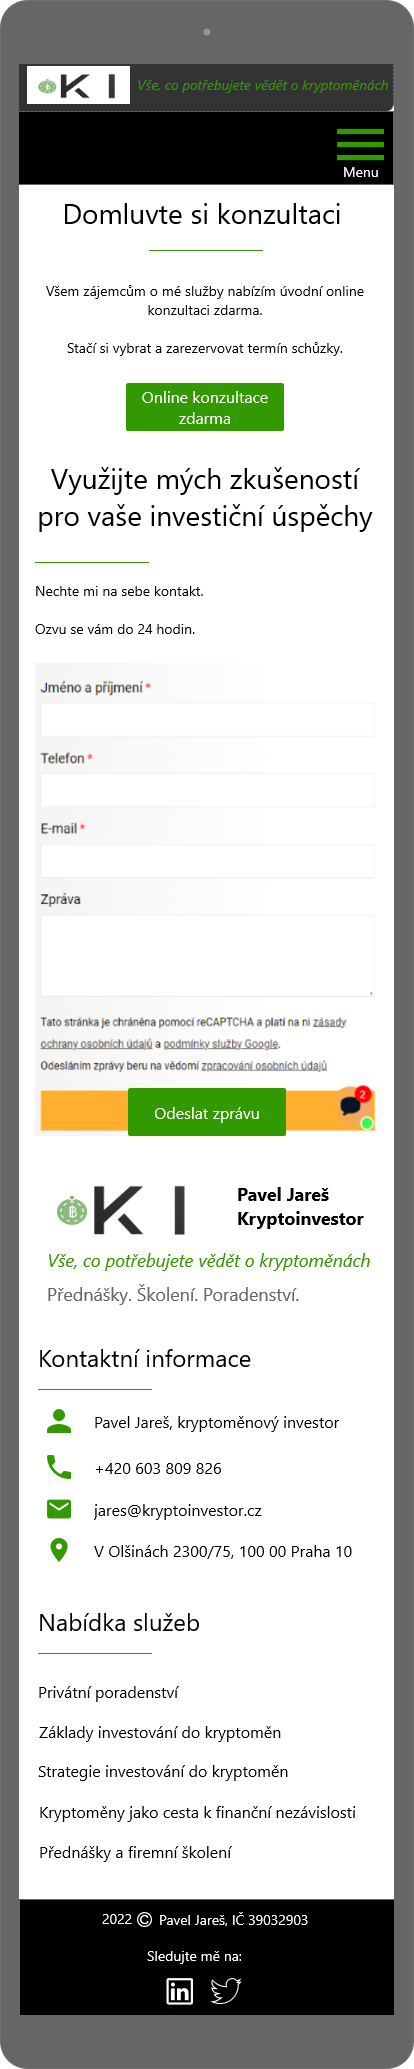 KI Vše, co potřebujete vědět o kryptoměnách
Menu
Domluvte si konzultaci
Všem zájemcům o mé služby nabízím úvodní online
konzultaci zdarma.
Stačí si vybrat a zarezervovat termín schůzky.
Online konzultace
zdarma
Využijte mých zkušeností
pro vaše investiční úspěchy
Nechte mi na sebe kontakt.
Ozvu se vám do 24 hodin.
Jméno a příjmení *
Telefon *
E-mail *
Zpráva
Tato stránka je chráněna pomocí reCAPTCHA a platí na ni zásady
ochrany osobních údajů a podmínky služby Google.
Odesláním zprávy beru na vědomí zpracování osobních údajů
Odeslat zprávu
2
KI
Pavel Jareš
Kryptoinvestor
Vše, co potřebujete vědět o kryptoměnách
Přednášky. Školení. Poradenství.
Kontaktní informace
Pavel Jareš, kryptoměnový investor
+420 603 809 826
jares@kryptoinvestor.cz
V Olšinách 2300/75, 100 00 Praha 10
Nabídka služeb
Privátní poradenství
Základy investování do kryptoměn
Strategie investování do kryptoměn
Kryptoměny jako cesta k finanční nezávislosti
Přednášky a firemní školení
2022 © Pavel Jareš, IČ 39032903
Sledujte mě na:
in